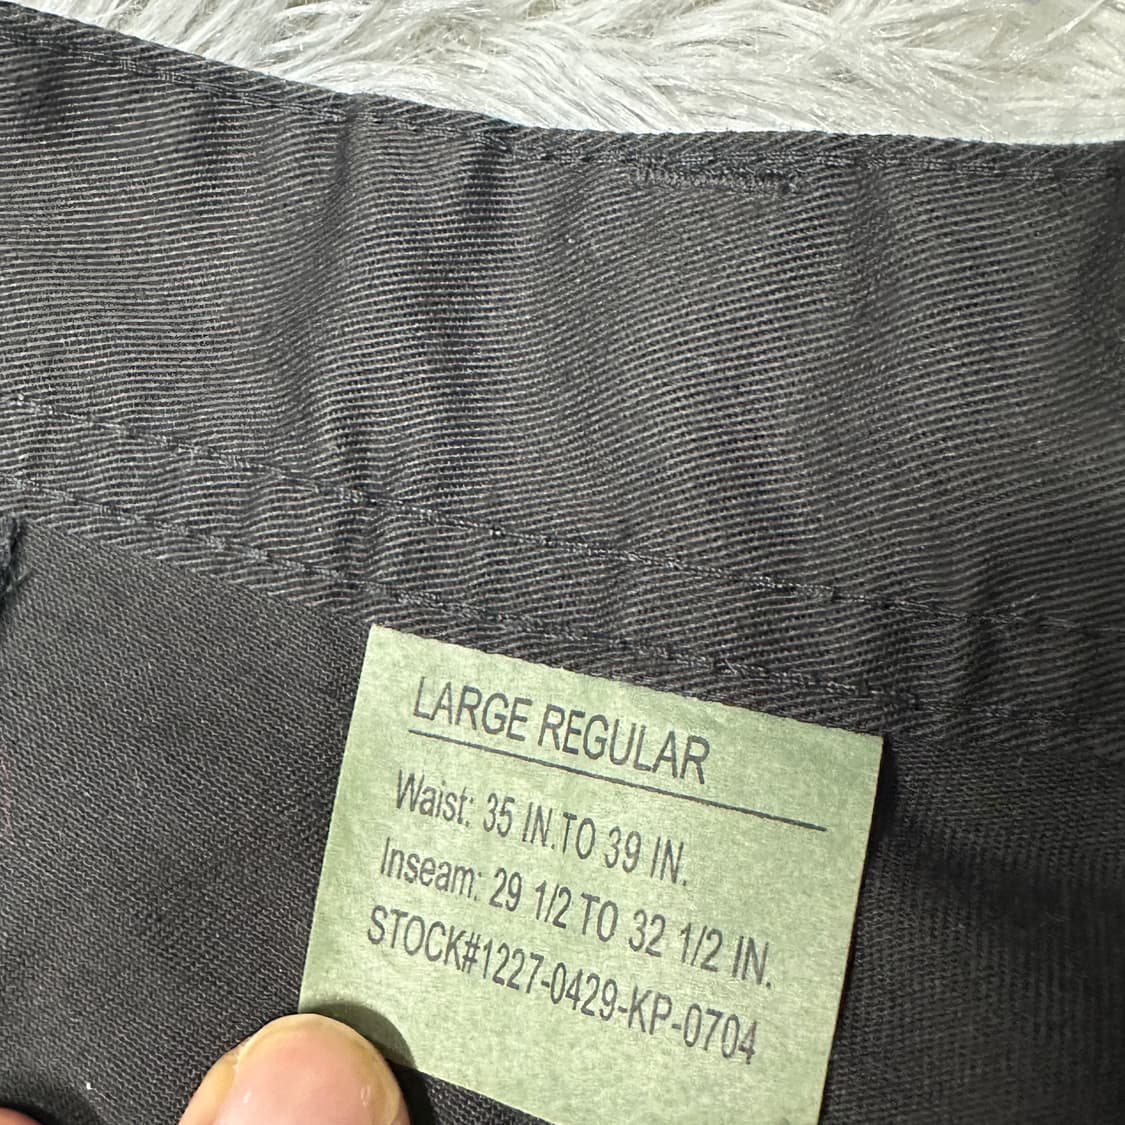 LARGE REGULAR
Waist: 35 IN.TO 39 IN.
Inseam: 29 1/2 TO 32 1/2 IN.
STOCK#1227-0429-KP-0704